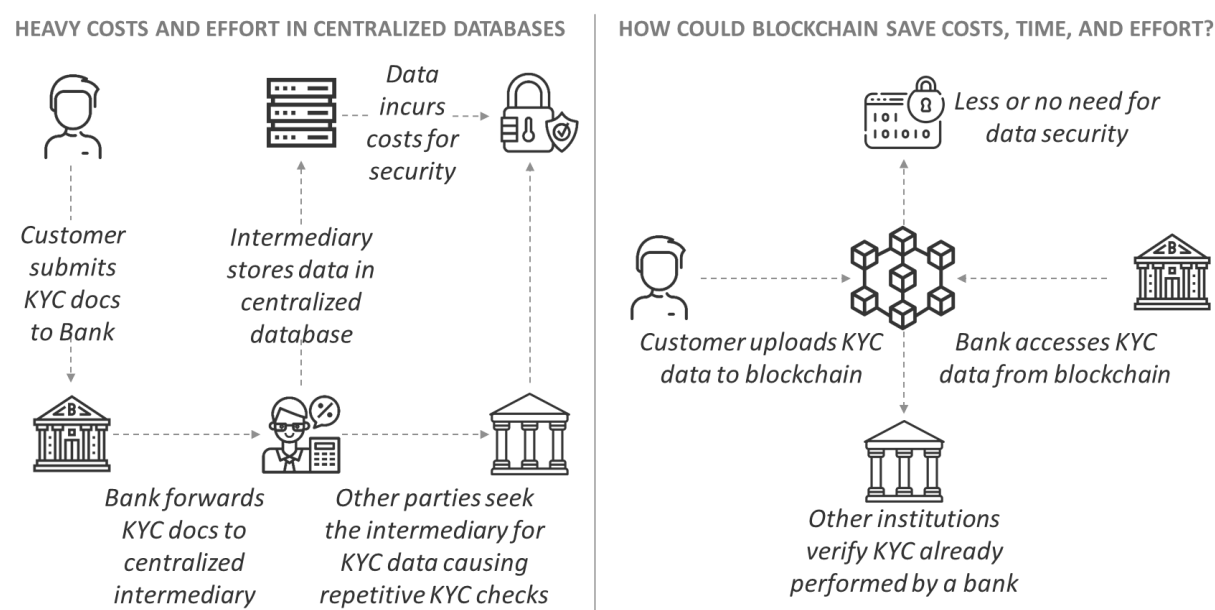 HEAVY COSTS AND EFFORT IN CENTRALIZED DATABASES
Data
incurs
costs for
security
Customer
submits
KYC docs
to Bank
Intermediary
stores data in
centralized
database
Bank forwards
KYC docs to
centralized
intermediary
Other parties seek
the intermediary for
KYC data causing
repetitive KYC checks
HOW COULD BLOCKCHAIN SAVE COSTS, TIME, AND EFFORT?
101
01010
Less or no need for
data security
Customer uploads KYC
data to blockchain
B
Bank accesses KYC
data from blockchain
Other institutions
verify KYC already
performed by a bank
B
%